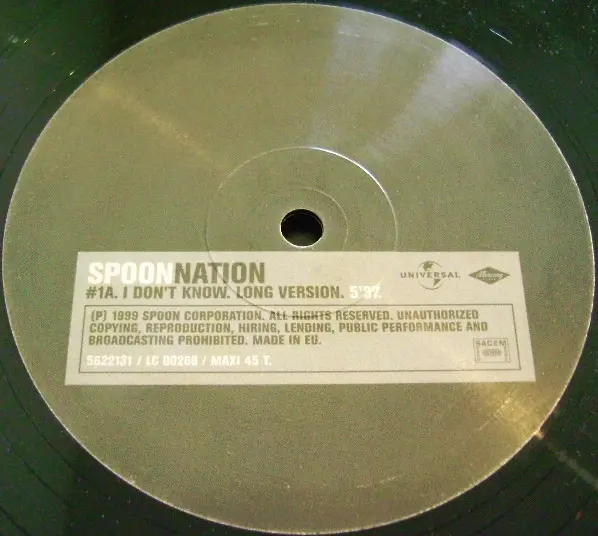 SPOONNATION
#1A. I DON'T KNOW. LONG VERSION. 5'37.
UNIVERSAL
Mercury
(P) 1999 SPOON CORPORATION. ALL RIGHTS RESERVED. UNAUTHORIZED
COPYING, REPRODUCTION, HIRING, LENDING, PUBLIC PERFORMANCE AND
BROADCASTING PROHIBITED. MADE IN EU.
SACEM
5622131 / LC 00268 / MAXI 45 T.